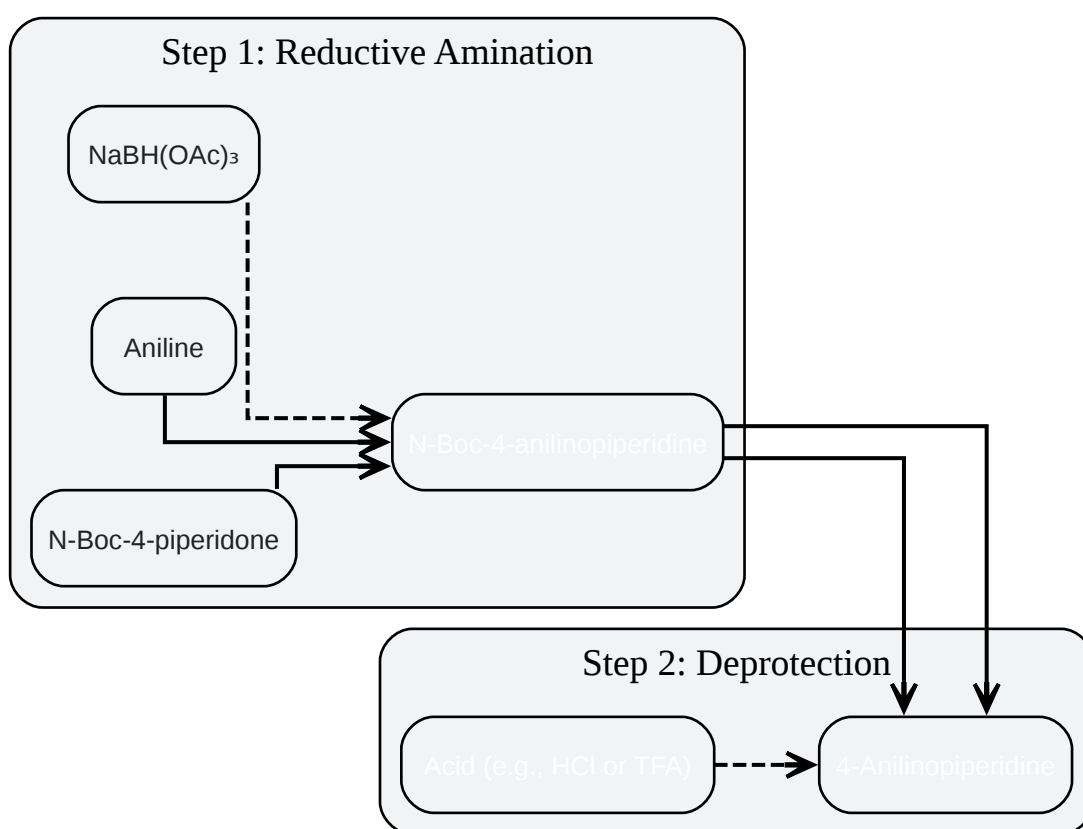 Step 1: Reductive Amination
NaBH(OAc)₃
Aniline
N-Boc-4-anilinopiperidine
N-Boc-4-piperidone
Step 2: Deprotection
Acid (e.g., HCl or TFA)
4-Anilinopiperidine